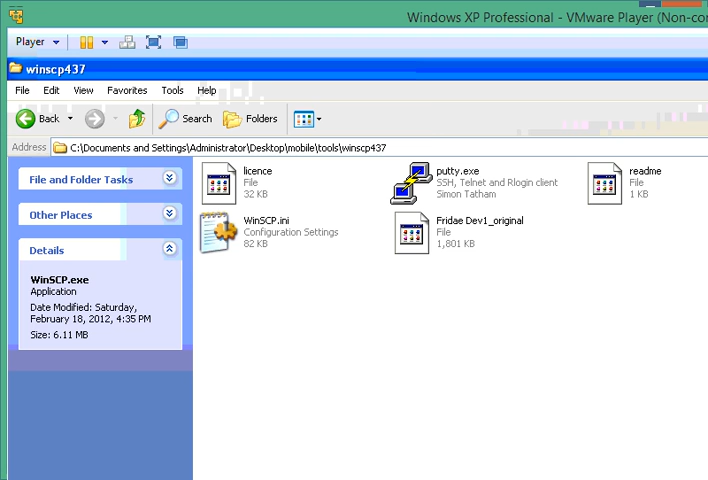 Windows XP Professional - VMware Player (Non-co
Player
winscp437
File Edit View Favorites Tools Help
Back Search Folders
Address C:\Documents and Settings\Administrator\Desktop\mobile\tools\winscp437
File and Folder Tasks
Other Places
Details
WinSCP.exe
Application
Date Modified: Saturday,
February 18, 2012, 4:35 PM
Size: 6.11 MB
licence
File
32 KB
putty.exe
SSH, Telnet and Rlogin client
Simon Tatham
readme
File
1 KB
WinSCP.ini
Configuration Settings
82 KB
Fridae Dev1_original
File
1,801 KB